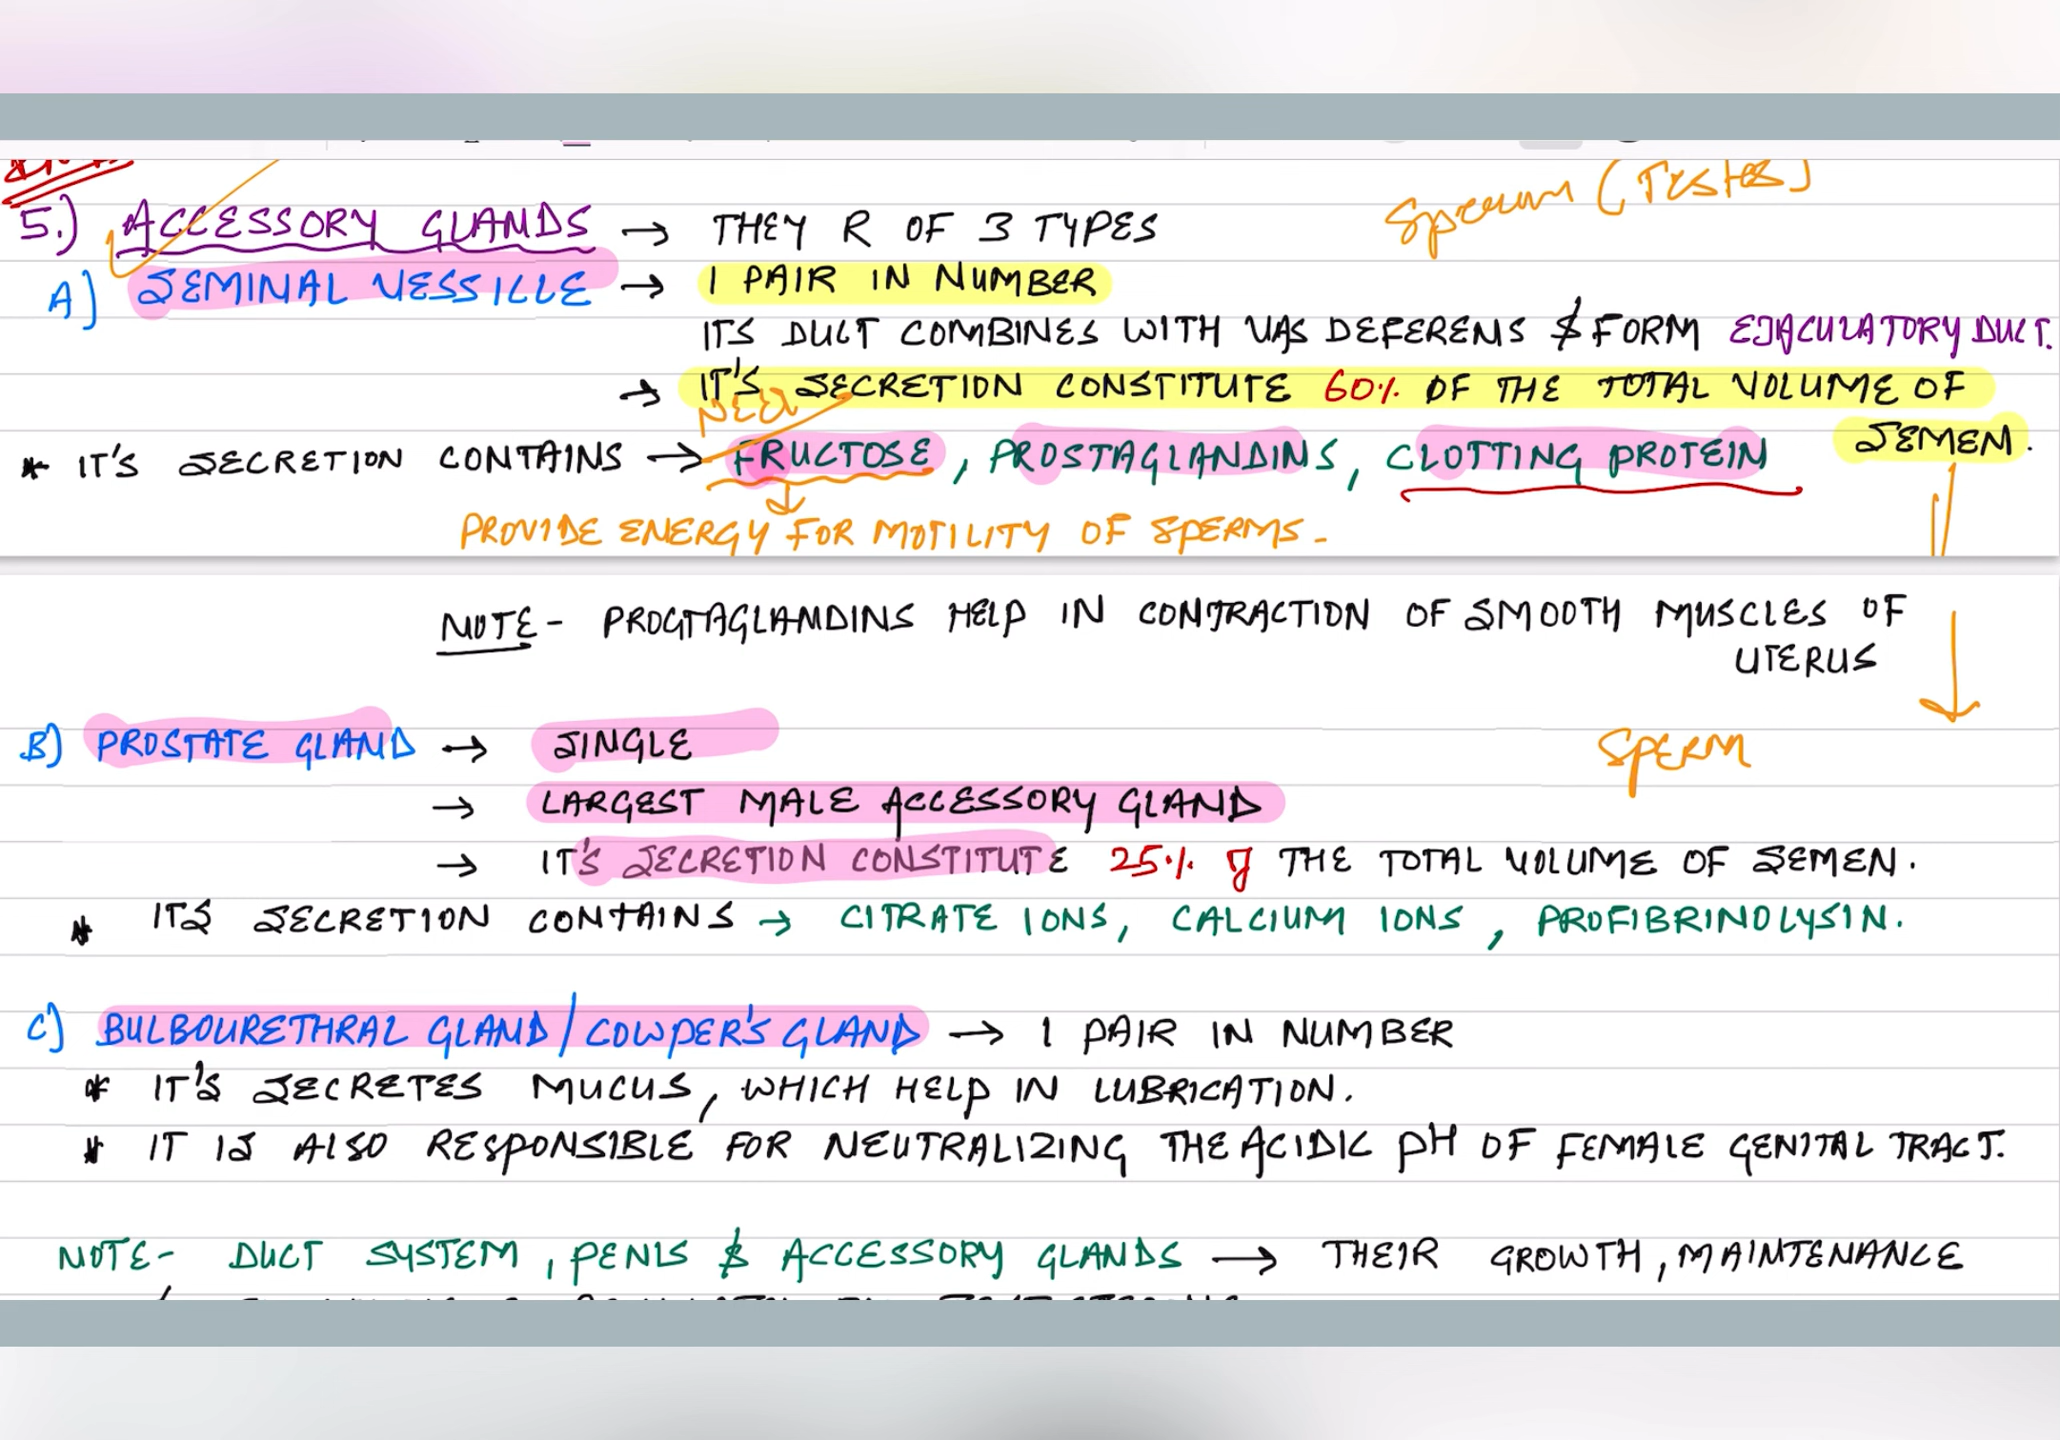 Sperm (Testes)
5.) ACCESSORY GLANDS → THEY R OF 3 TYPES
A] SEMINAL VESSILLE → 1 PAIR IN NUMBER
ITS DUCT COMBINES WITH VAS DEFERENS & FORM EJACULATORY DUCT.
→ IT'S SECRETION CONSTITUTE 60% OF THE TOTAL VOLUME OF
SEMEN.
* IT'S SECRETION CONTAINS → FRUCTOSE, PROSTAGLANDINS, CLOTTING PROTEIN
PROVIDE ENERGY FOR MOTILITY OF SPERMS -
NOTE - PROGTAGLANDINS HELP IN CONTRACTION OF SMOOTH MUSCLES OF
UTERUS
B) PROSTATE GLAND → SINGLE
SPERM
→ LARGEST MALE ACCESSORY GLAND
→ IT'S SECRETION CONSTITUTE 25% of THE TOTAL VOLUME OF SEMEN.
* ITS SECRETION CONTAINS → CITRATE IONS, CALCIUM IONS, PROFIBRINOLYSIN.
C) BULBOURETHRAL GLAND/COWPER'S GLAND → 1 PAIR IN NUMBER
* IT'S SECRETES MUCUS, WHICH HELP IN LUBRICATION.
* IT IS ALSO RESPONSIBLE FOR NEUTRALIZING THE ACIDIC pH OF FEMALE GENITAL TRACT.
NOTE- DUCT SYSTEM, PENIS & ACCESSORY GLANDS → THEIR GROWTH, MAINTENANCE